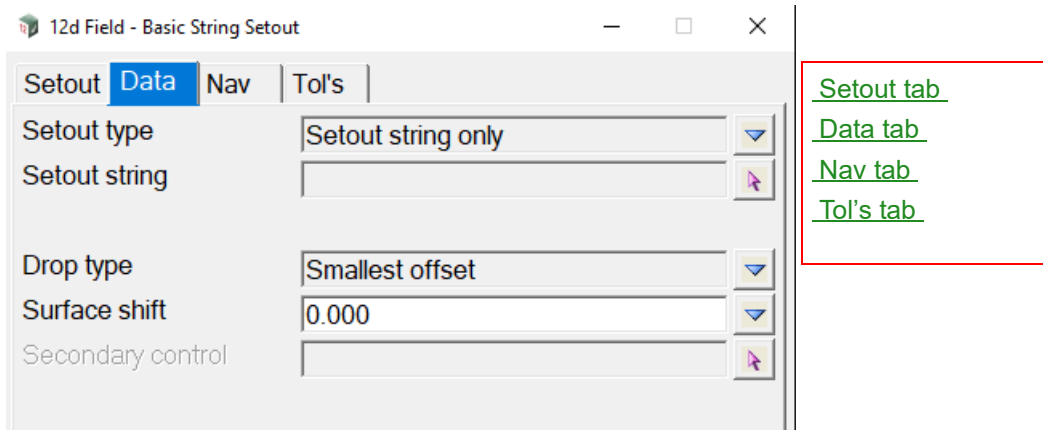 12d Field - Basic String Setout
Setout Data Nav Tol's
Setout type Setout string only
Setout string
Drop type Smallest offset
Surface shift 0.000
Secondary control
Setout tab
Data tab
Nav tab
Tol’s tab